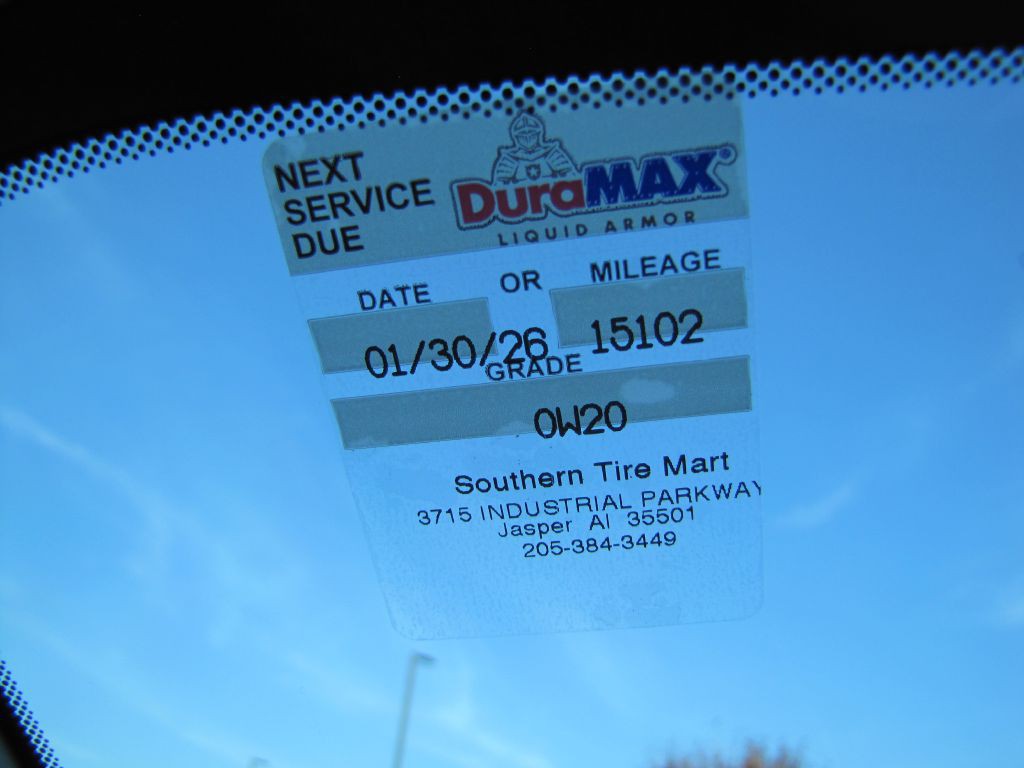 NEXT
SERVICE
DUE
DuraMAX®
LIQUID ARMOR
DATE OR MILEAGE
01/30/26 15102
GRADE
0W20
Southern Tire Mart
3715 INDUSTRIAL PARKWAY
Jasper Al 35501
205-384-3449